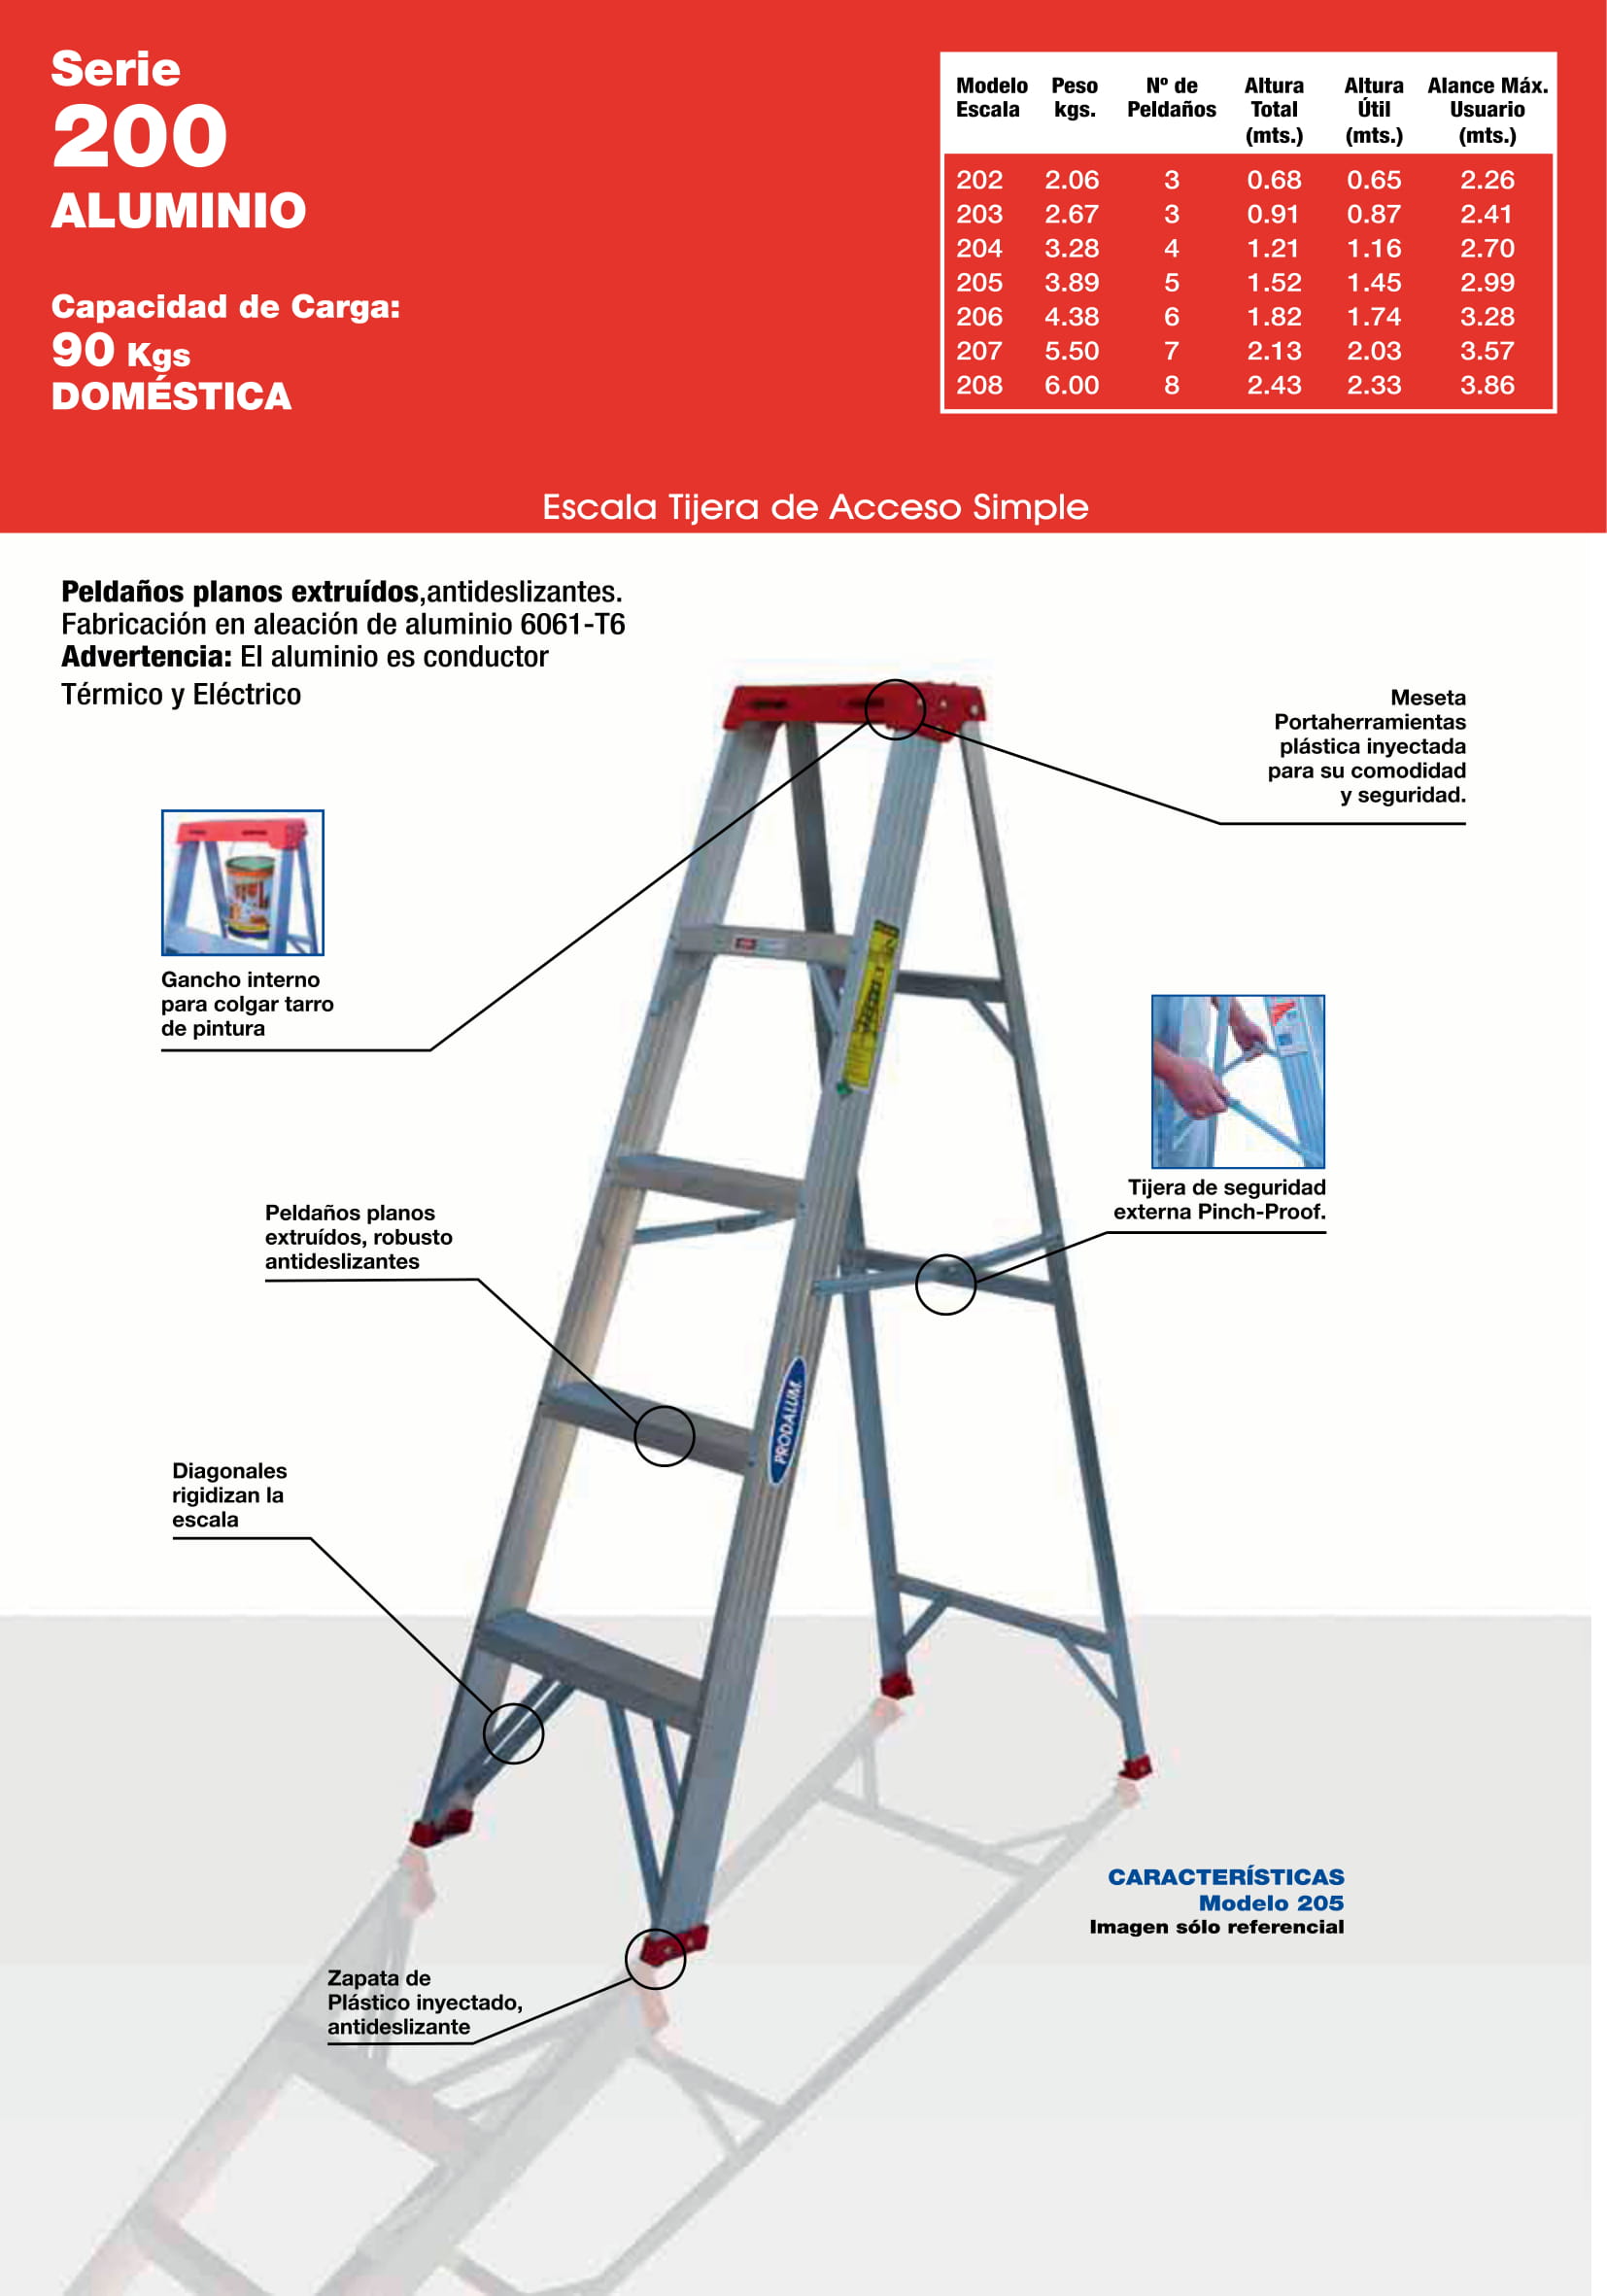 Serie
200
ALUMINIO
Capacidad de Carga:
90 Kgs
DOMÉSTICA
Modelo Peso Nº de Altura Altura Alance Máx.
Escala kgs. Peldaños Total Útil Usuario
(mts.) (mts.) (mts.)
202 2.06 3 0.68 0.65 2.26
203 2.67 3 0.91 0.87 2.41
204 3.28 4 1.21 1.16 2.70
205 3.89 5 1.52 1.45 2.99
206 4.38 6 1.82 1.74 3.28
207 5.50 7 2.13 2.03 3.57
208 6.00 8 2.43 2.33 3.86
Escala Tijera de Acceso Simple
Peldaños planos extruídos,antideslizantes.
Fabricación en aleación de aluminio 6061-T6
Advertencia: El aluminio es conductor
Térmico y Eléctrico
Meseta
Portaherramientas
plástica inyectada
para su comodidad
y seguridad.
Gancho interno
para colgar tarro
de pintura
Tijera de seguridad
externa Pinch-Proof.
Peldaños planos
extruídos, robusto
antideslizantes
PRODALUM
Diagonales
rigidizan la
escala
CARACTERÍSTICAS
Modelo 205
Imagen sólo referencial
Zapata de
Plástico inyectado,
antideslizante